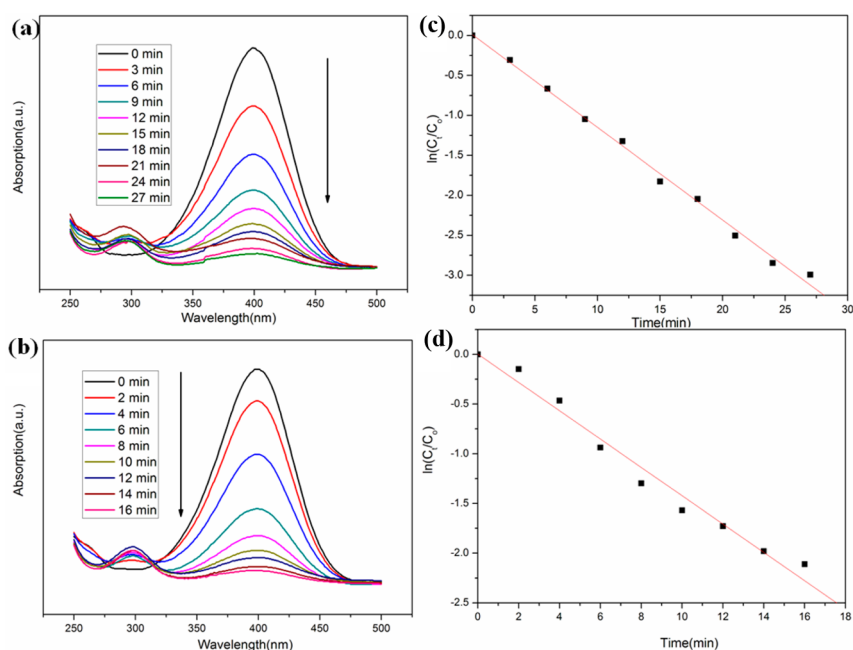 (a)
0 min
3 min
6 min
9 min
12 min
15 min
18 min
21 min
24 min
27 min
Absorption(a.u.)
250 300 350 400 450 500
Wavelength(nm)
(c)
0.0
-0.5
-1.0
-1.5
-2.0
-2.5
-3.0
ln(Ct/Co)
0 5 10 15 20 25 30
Time(min)
(b)
0 min
2 min
4 min
6 min
8 min
10 min
12 min
14 min
16 min
Absorption(a.u.)
250 300 350 400 450 500
Wavelength(nm)
(d)
0.0
-0.5
-1.0
-1.5
-2.0
-2.5
ln(Ct/Co)
0 2 4 6 8 10 12 14 16 18
Time(min)